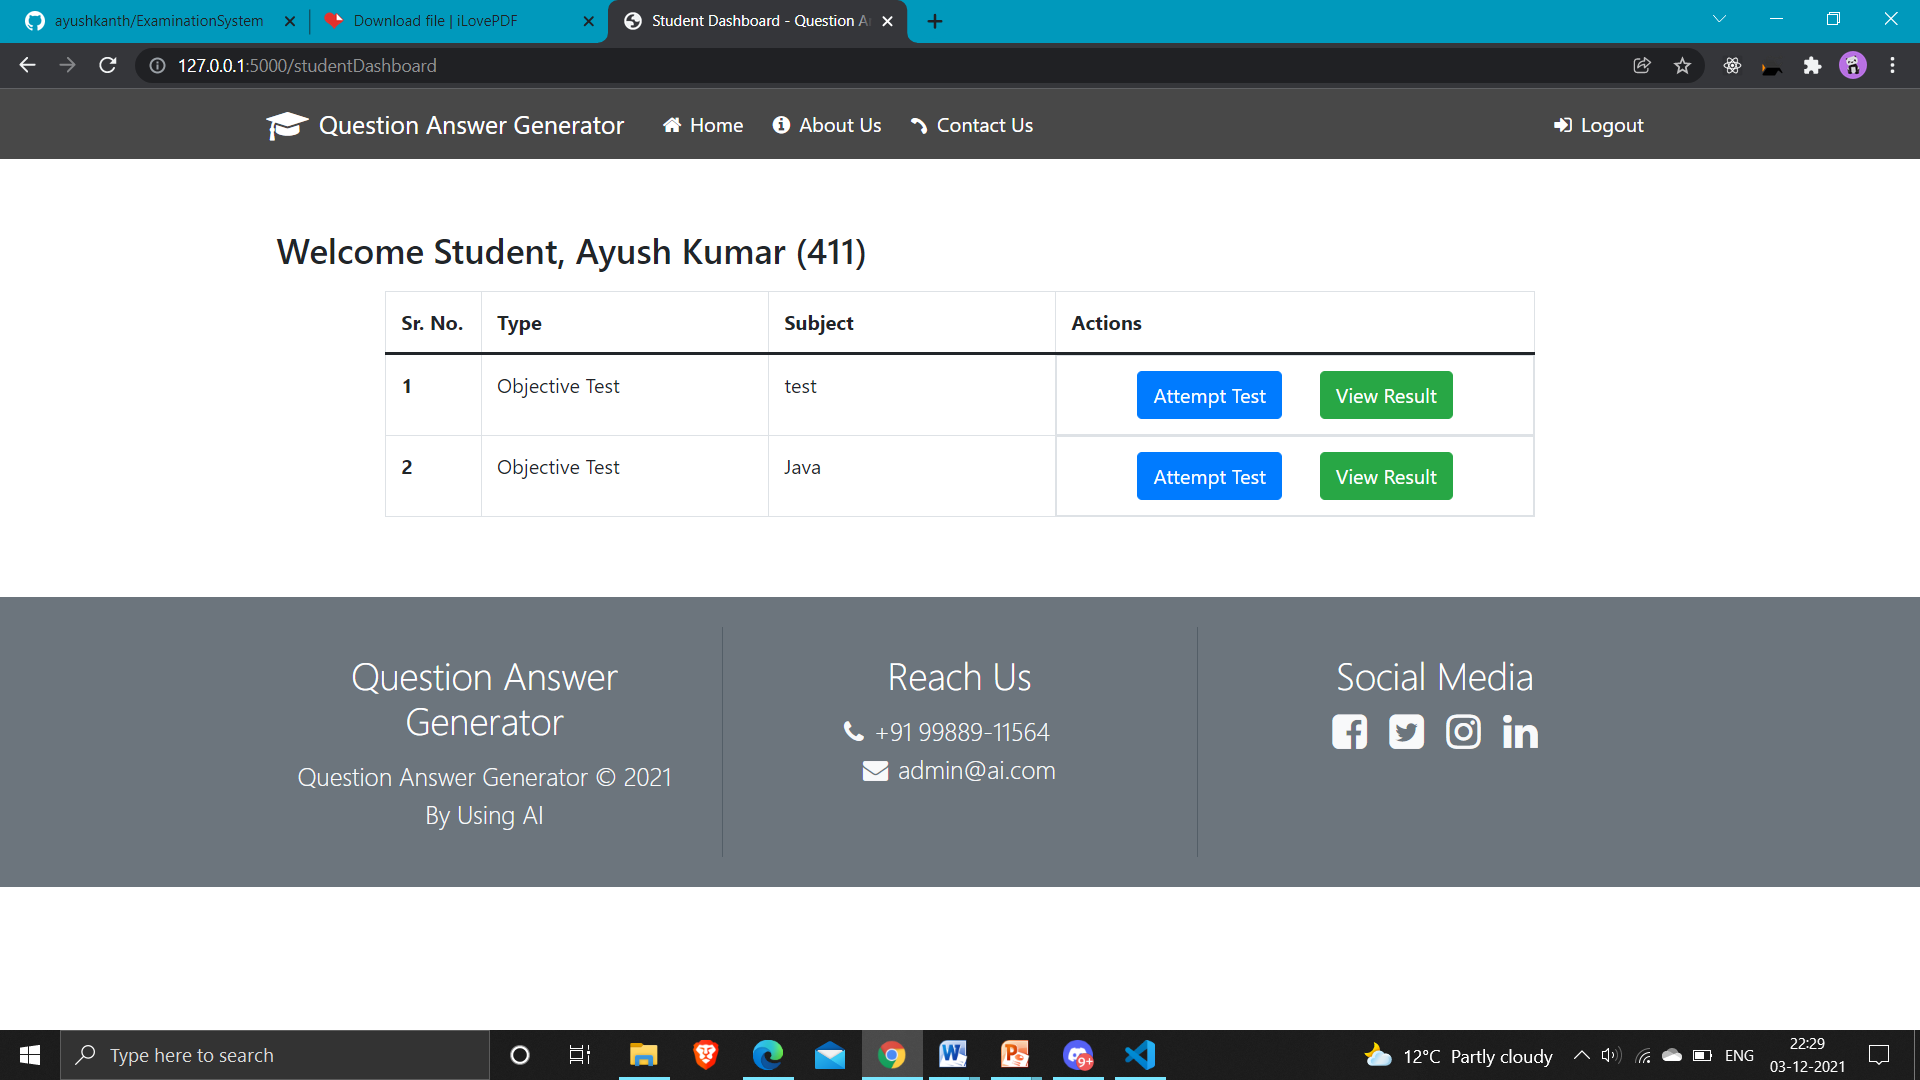 ayushkanth/ExaminationSystem
Download file | iLovePDF
Student Dashboard - Question A
127.0.0.1:5000/studentDashboard
Question Answer Generator Home About Us Contact Us Logout
Welcome Student, Ayush Kumar (411)
Sr. No. Type Subject Actions
1 Objective Test test Attempt Test View Result
2 Objective Test Java Attempt Test View Result
Question Answer
Generator
Question Answer Generator © 2021
By Using AI
Reach Us
+91 99889-11564
admin@ai.com
Social Media
Type here to search
9+
12°C Partly cloudy
ENG
22:29
03-12-2021